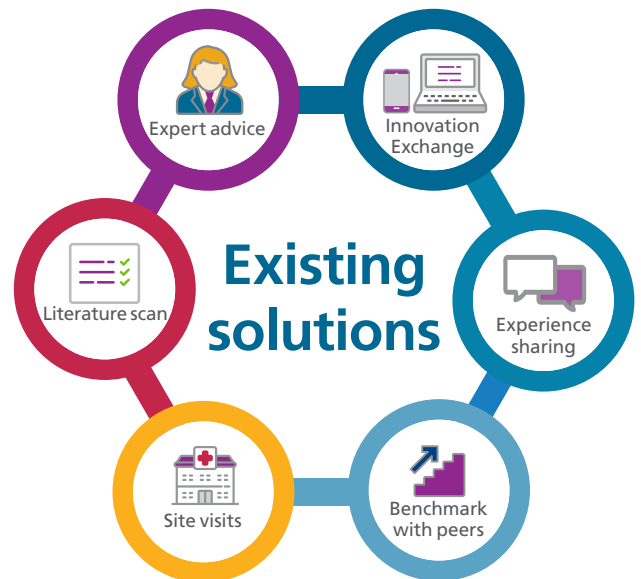 Expert advice
Innovation
Exchange
Existing
solutions
Literature scan
Experience
sharing
Site visits
Benchmark
with peers